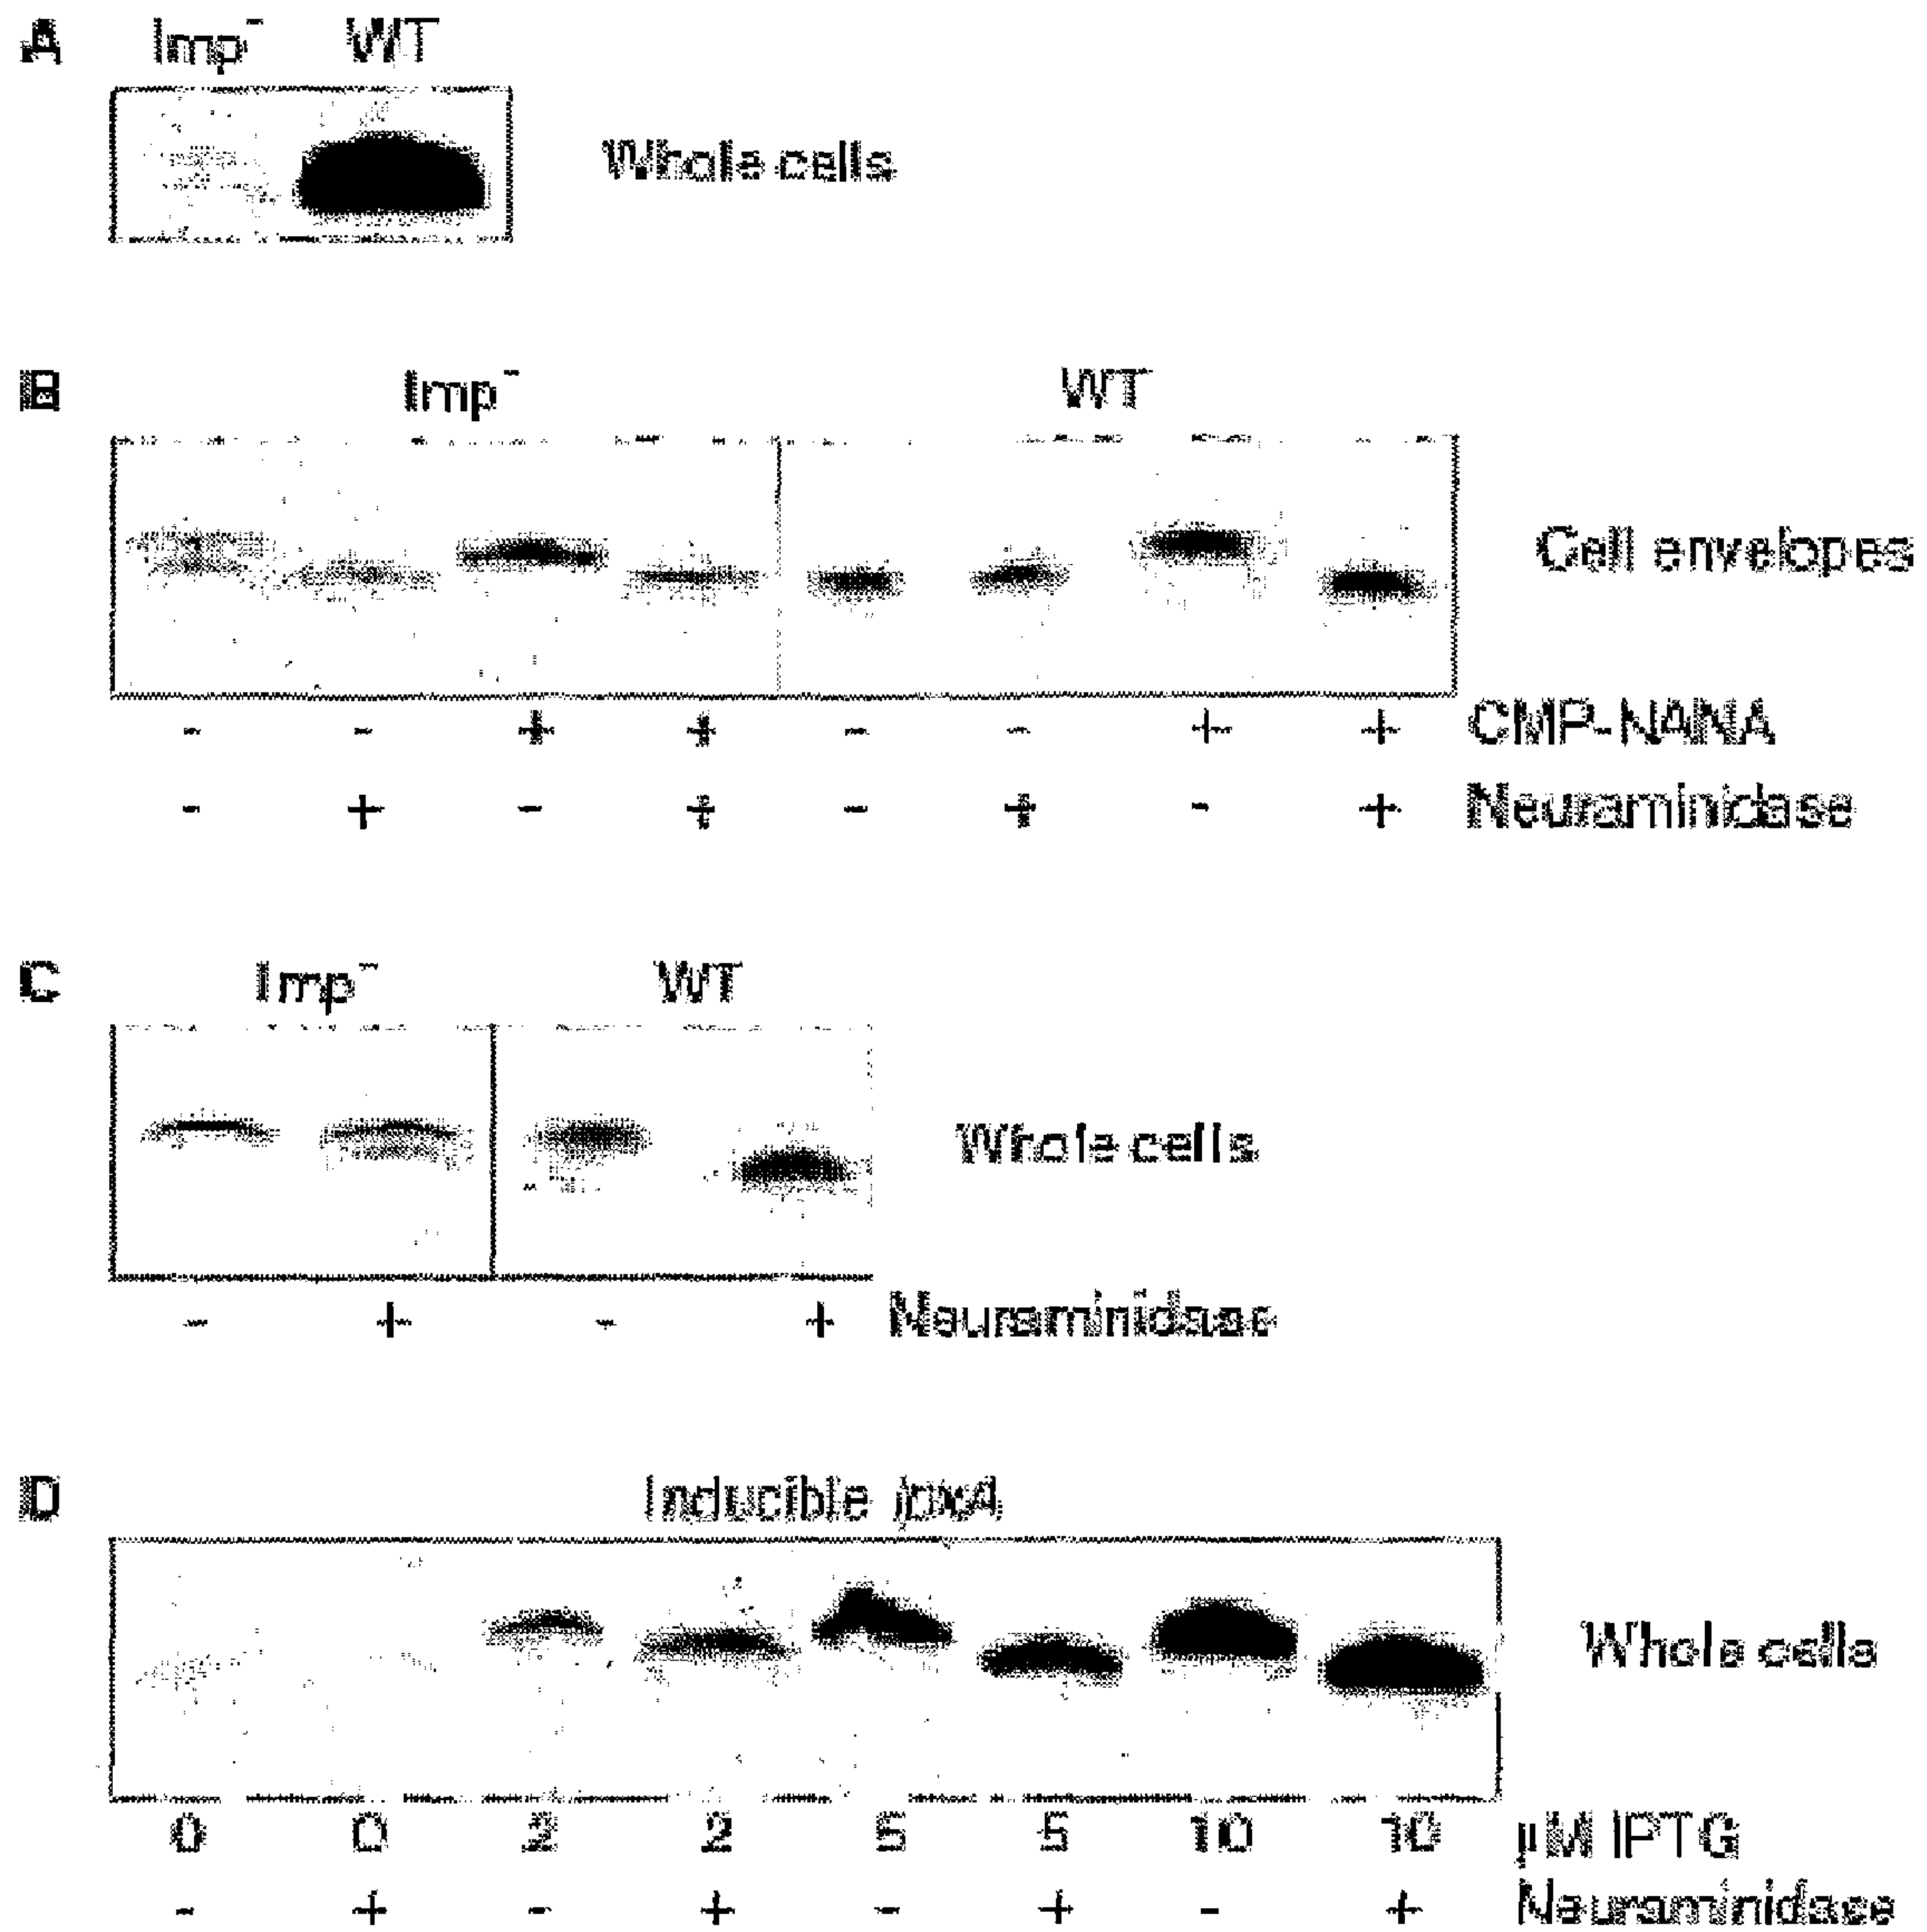 A Imp⁻ WT
Whole cells
B Imp⁻ WT
Cell envelopes
- - + + - - + + CMP-NANA
- + - + - + - + Neuraminidase
C Imp⁻ WT
Whole cells
- + - + Neuraminidase
D Inducible lpxA
Whole cells
0 0 2 2 5 5 10 10 µM IPTG
- + - + - + - + Neuraminidase